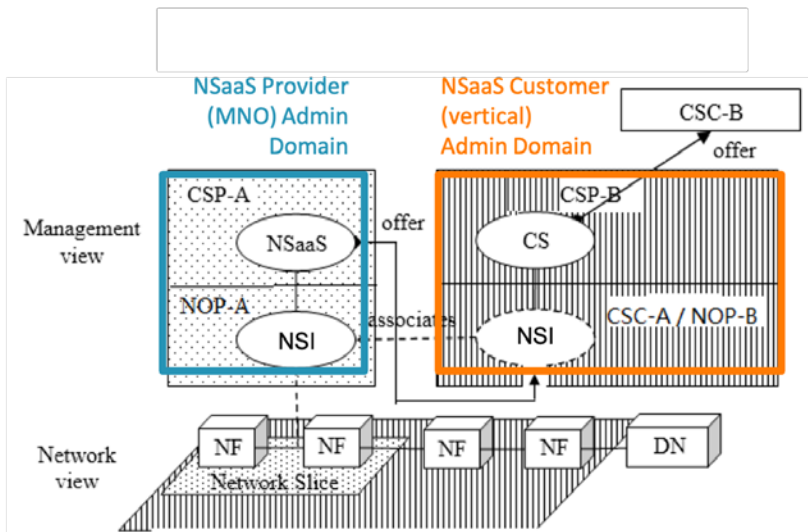 NSaaS Provider
(MNO) Admin
Domain
NSaaS Customer
(vertical)
Admin Domain
CSC-B
offer
CSP-A
CSP-B
Management
view
offer
NSaaS
CS
NOP-A
associates
CSC-A / NOP-B
NSI
NSI
NF
NF
NF
NF
DN
Network
view
Network Slice